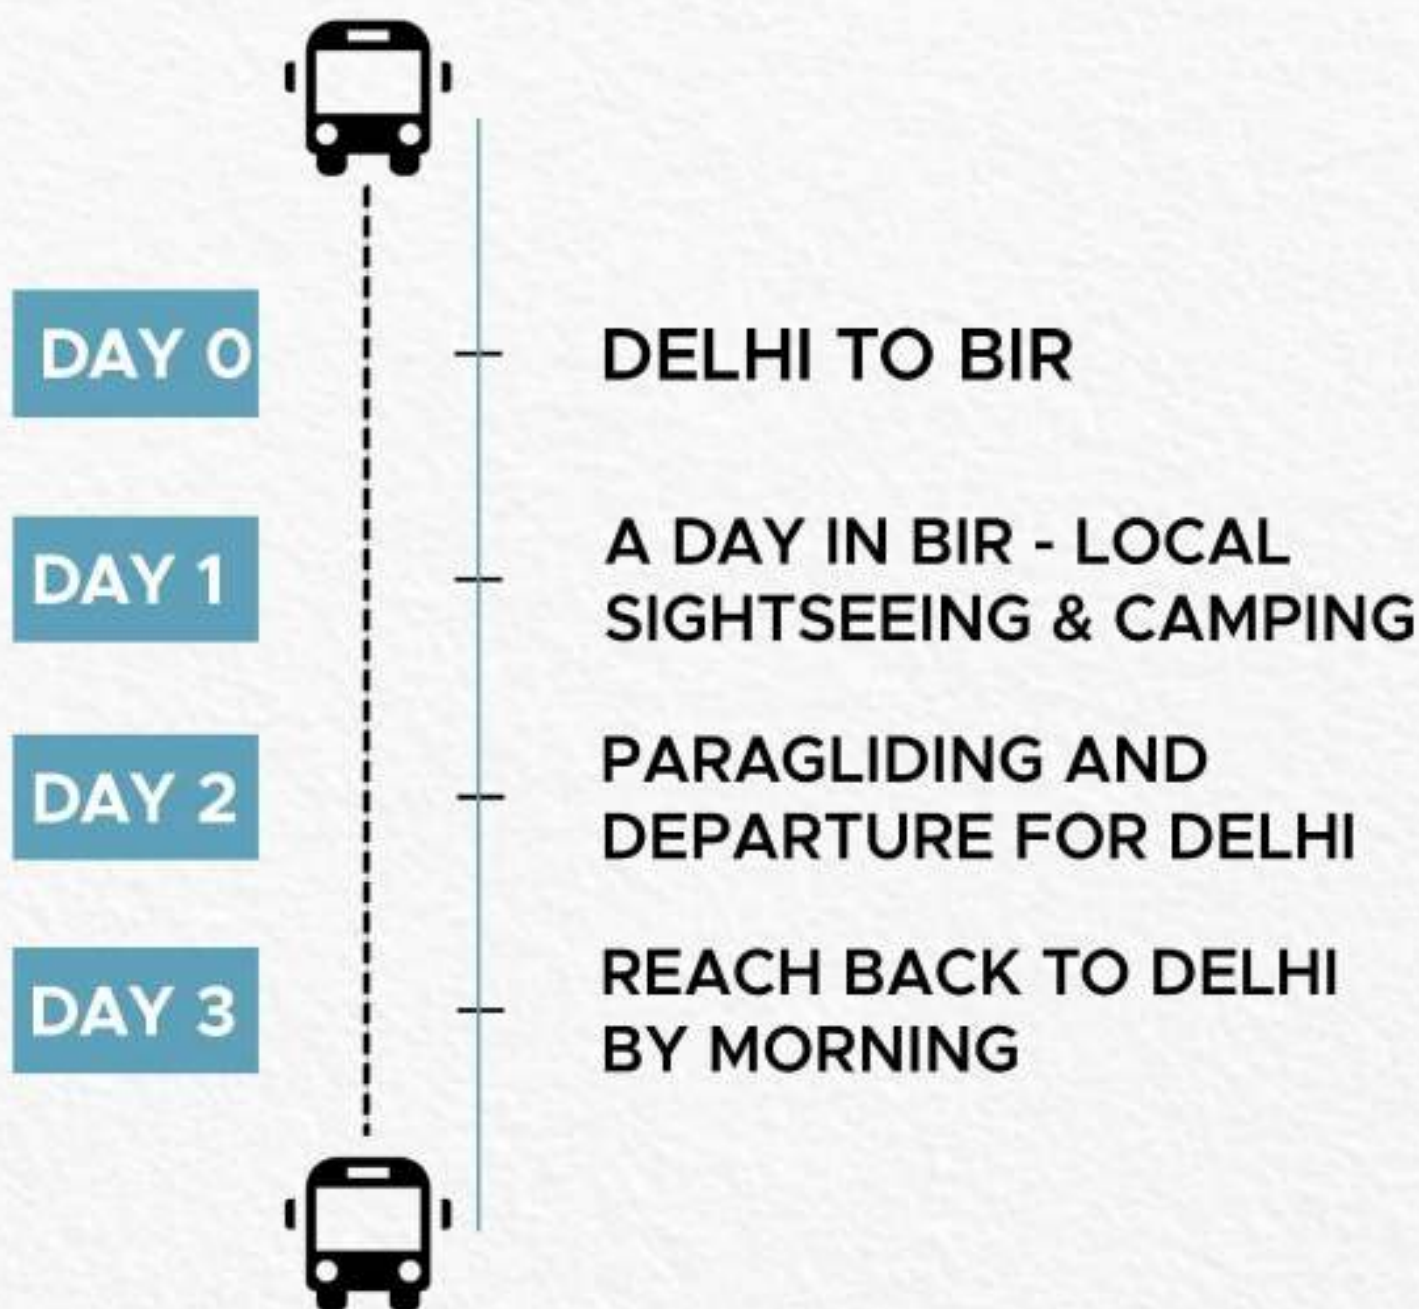 DAY 0
DELHI TO BIR
DAY 1
A DAY IN BIR - LOCAL
SIGHTSEEING & CAMPING
DAY 2
PARAGLIDING AND
DEPARTURE FOR DELHI
DAY 3
REACH BACK TO DELHI
BY MORNING